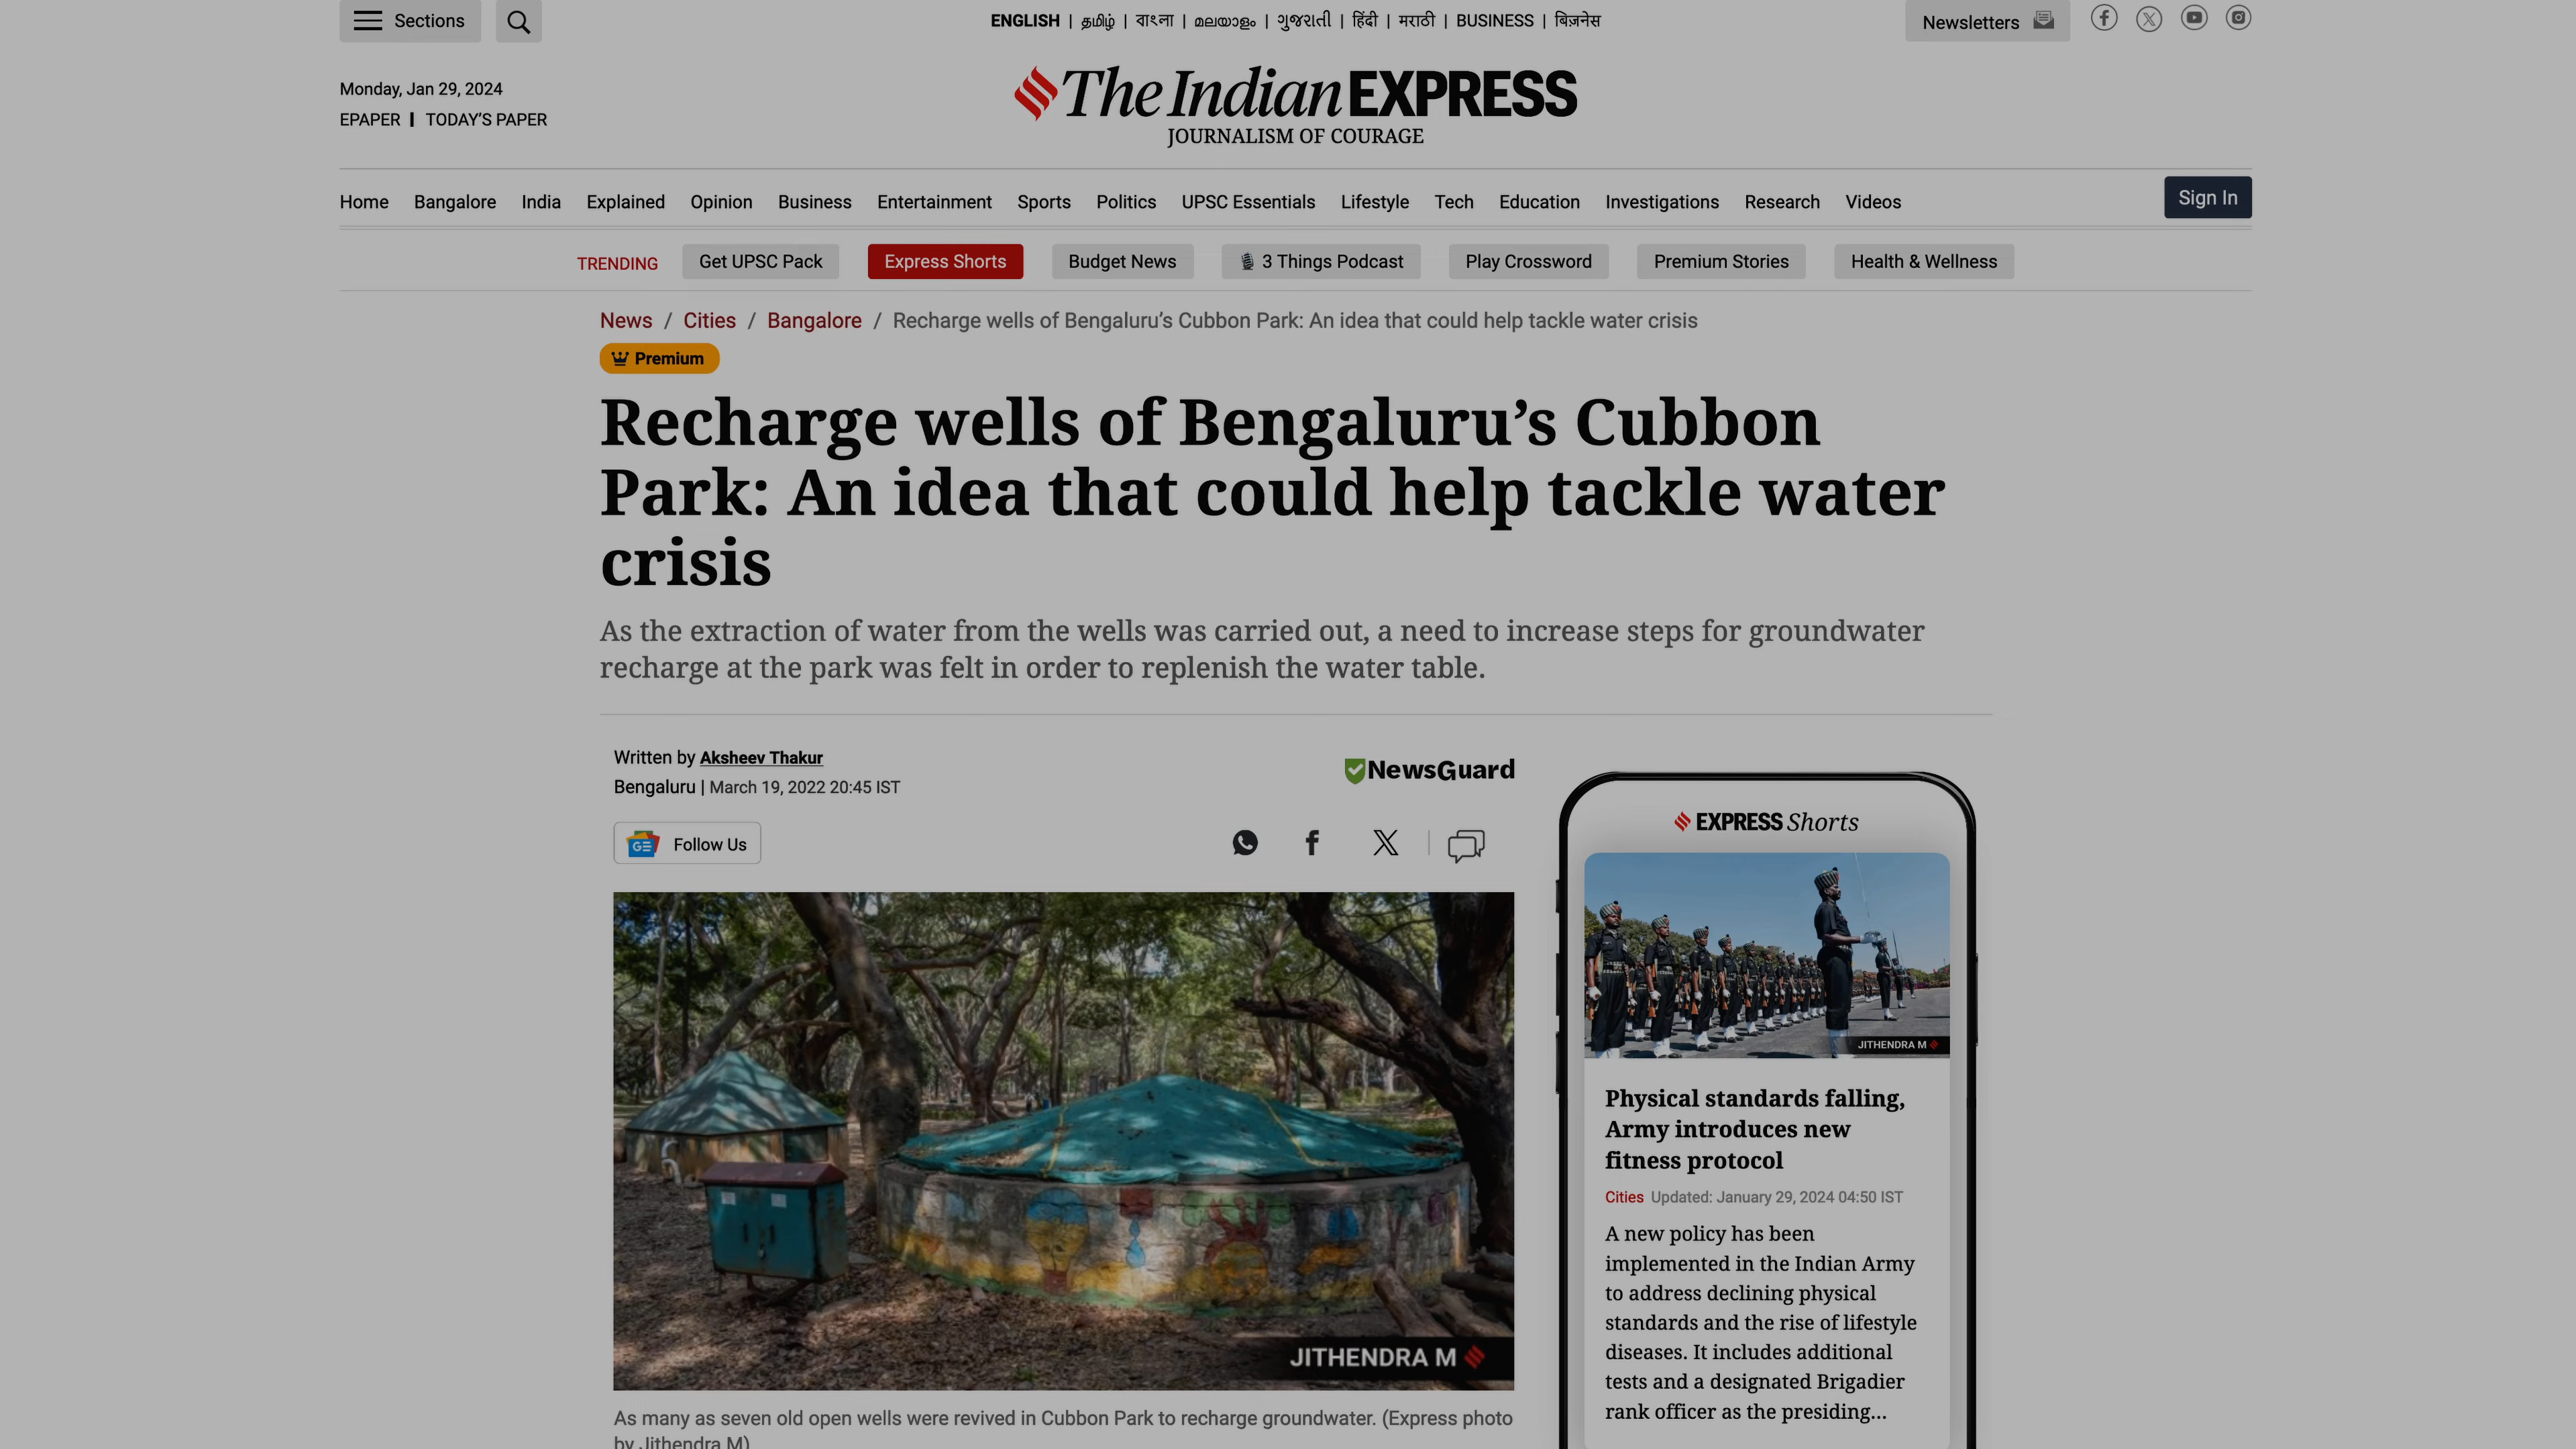 Sections
ENGLISH | தமிழ் | বাংলা | മലയാളം | ગુજરાતી | हिंदी | मराठी | BUSINESS | बिज़नेस
Newsletters
Monday, Jan 29, 2024
EPAPER | TODAY’S PAPER
The Indian EXPRESS
JOURNALISM OF COURAGE
Home Bangalore India Explained Opinion Business Entertainment Sports Politics UPSC Essentials Lifestyle Tech Education Investigations Research Videos
Sign In
TRENDING Get UPSC Pack Express Shorts Budget News 3 Things Podcast Play Crossword Premium Stories Health & Wellness
News / Cities / Bangalore / Recharge wells of Bengaluru’s Cubbon Park: An idea that could help tackle water crisis
Premium
Recharge wells of Bengaluru’s Cubbon
Park: An idea that could help tackle water
crisis
As the extraction of water from the wells was carried out, a need to increase steps for groundwater
recharge at the park was felt in order to replenish the water table.
Written by Aksheev Thakur
Bengaluru | March 19, 2022 20:45 IST
NewsGuard
GE Follow Us
JITHENDRA M
As many as seven old open wells were revived in Cubbon Park to recharge groundwater. (Express photo
by Jithendra M)
EXPRESS Shorts
JITHENDRA M
Physical standards falling,
Army introduces new
fitness protocol
Cities Updated: January 29, 2024 04:50 IST
A new policy has been
implemented in the Indian Army
to address declining physical
standards and the rise of lifestyle
diseases. It includes additional
tests and a designated Brigadier
rank officer as the presiding...